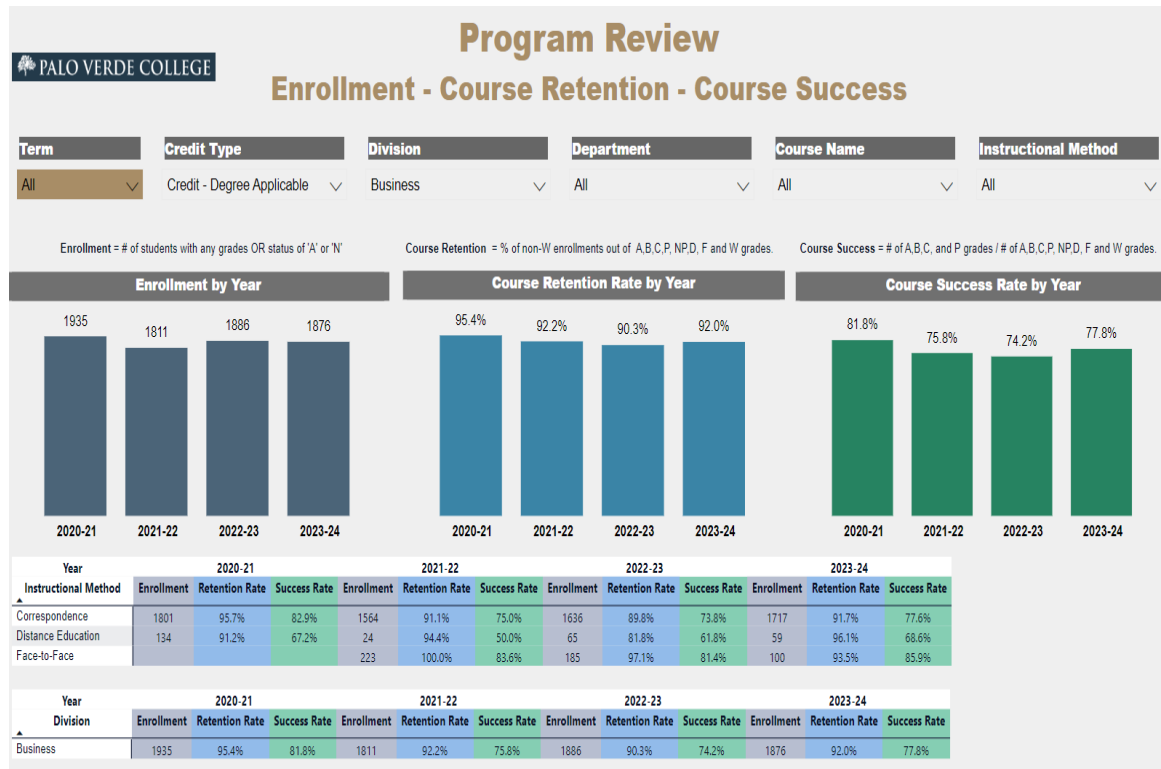 Program Review
PALO VERDE COLLEGE
Enrollment - Course Retention - Course Success
Term Credit Type Division Department Course Name Instructional Method
All Credit - Degree Applicable Business All All All
Enrollment = # of students with any grades OR status of 'A' or 'N' Course Retention = % of non-W enrollments out of A,B,C,P, NP,D, F and W grades. Course Success = # of A,B,C, and P grades / # of A,B,C,P, NP,D, F and W grades.
Enrollment by Year
1935 1811 1886 1876
2020-21 2021-22 2022-23 2023-24
Course Retention Rate by Year
95.4% 92.2% 90.3% 92.0%
2020-21 2021-22 2022-23 2023-24
Course Success Rate by Year
81.8% 75.8% 74.2% 77.8%
2020-21 2021-22 2022-23 2023-24
Year 2020-21 2021-22 2022-23 2023-24
Instructional Method Enrollment Retention Rate Success Rate Enrollment Retention Rate Success Rate Enrollment Retention Rate Success Rate Enrollment Retention Rate Success Rate
Correspondence 1801 95.7% 82.9% 1564 91.1% 75.0% 1636 89.8% 73.8% 1717 91.7% 77.6%
Distance Education 134 91.2% 67.2% 24 94.4% 50.0% 65 81.8% 61.8% 59 96.1% 68.6%
Face-to-Face 223 100.0% 83.6% 185 97.1% 81.4% 100 93.5% 85.9%
Year 2020-21 2021-22 2022-23 2023-24
Division Enrollment Retention Rate Success Rate Enrollment Retention Rate Success Rate Enrollment Retention Rate Success Rate Enrollment Retention Rate Success Rate
Business 1935 95.4% 81.8% 1811 92.2% 75.8% 1886 90.3% 74.2% 1876 92.0% 77.8%